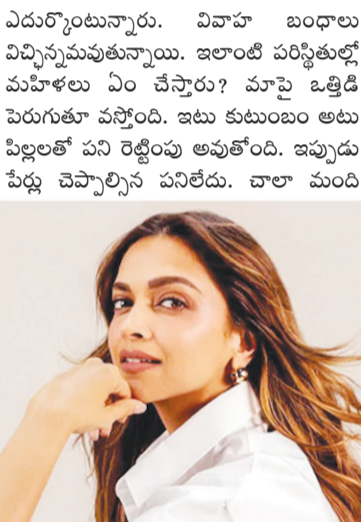 ఎదుర్కొంటున్నారు. వివాహ బంధాలు
విచ్ఛిన్నమవుతున్నాయి. ఇలాంటి పరిస్థితుల్లో
మహిళలు ఏం చేస్తారు? మాపై ఒత్తిడి
పెరుగుతూ వస్తోంది. ఇటు కుటుంబం అటు
పిల్లలతో పని రెట్టింపు అవుతోంది. ఇప్పుడు
పేర్లు చెప్పాల్సిన పనిలేదు. చాలా మంది